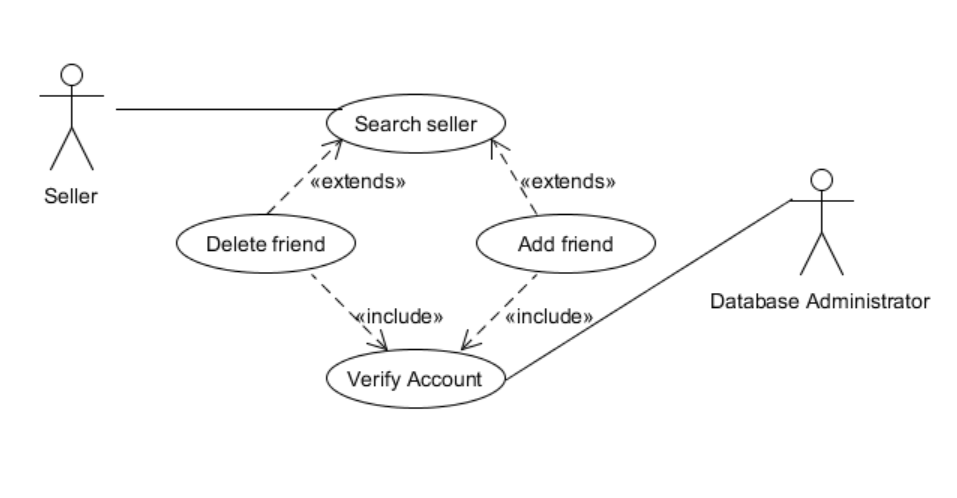 Search seller
Seller
«extends»
«extends»
Delete friend
Add friend
Database Administrator
«include»
«include»
Verify Account